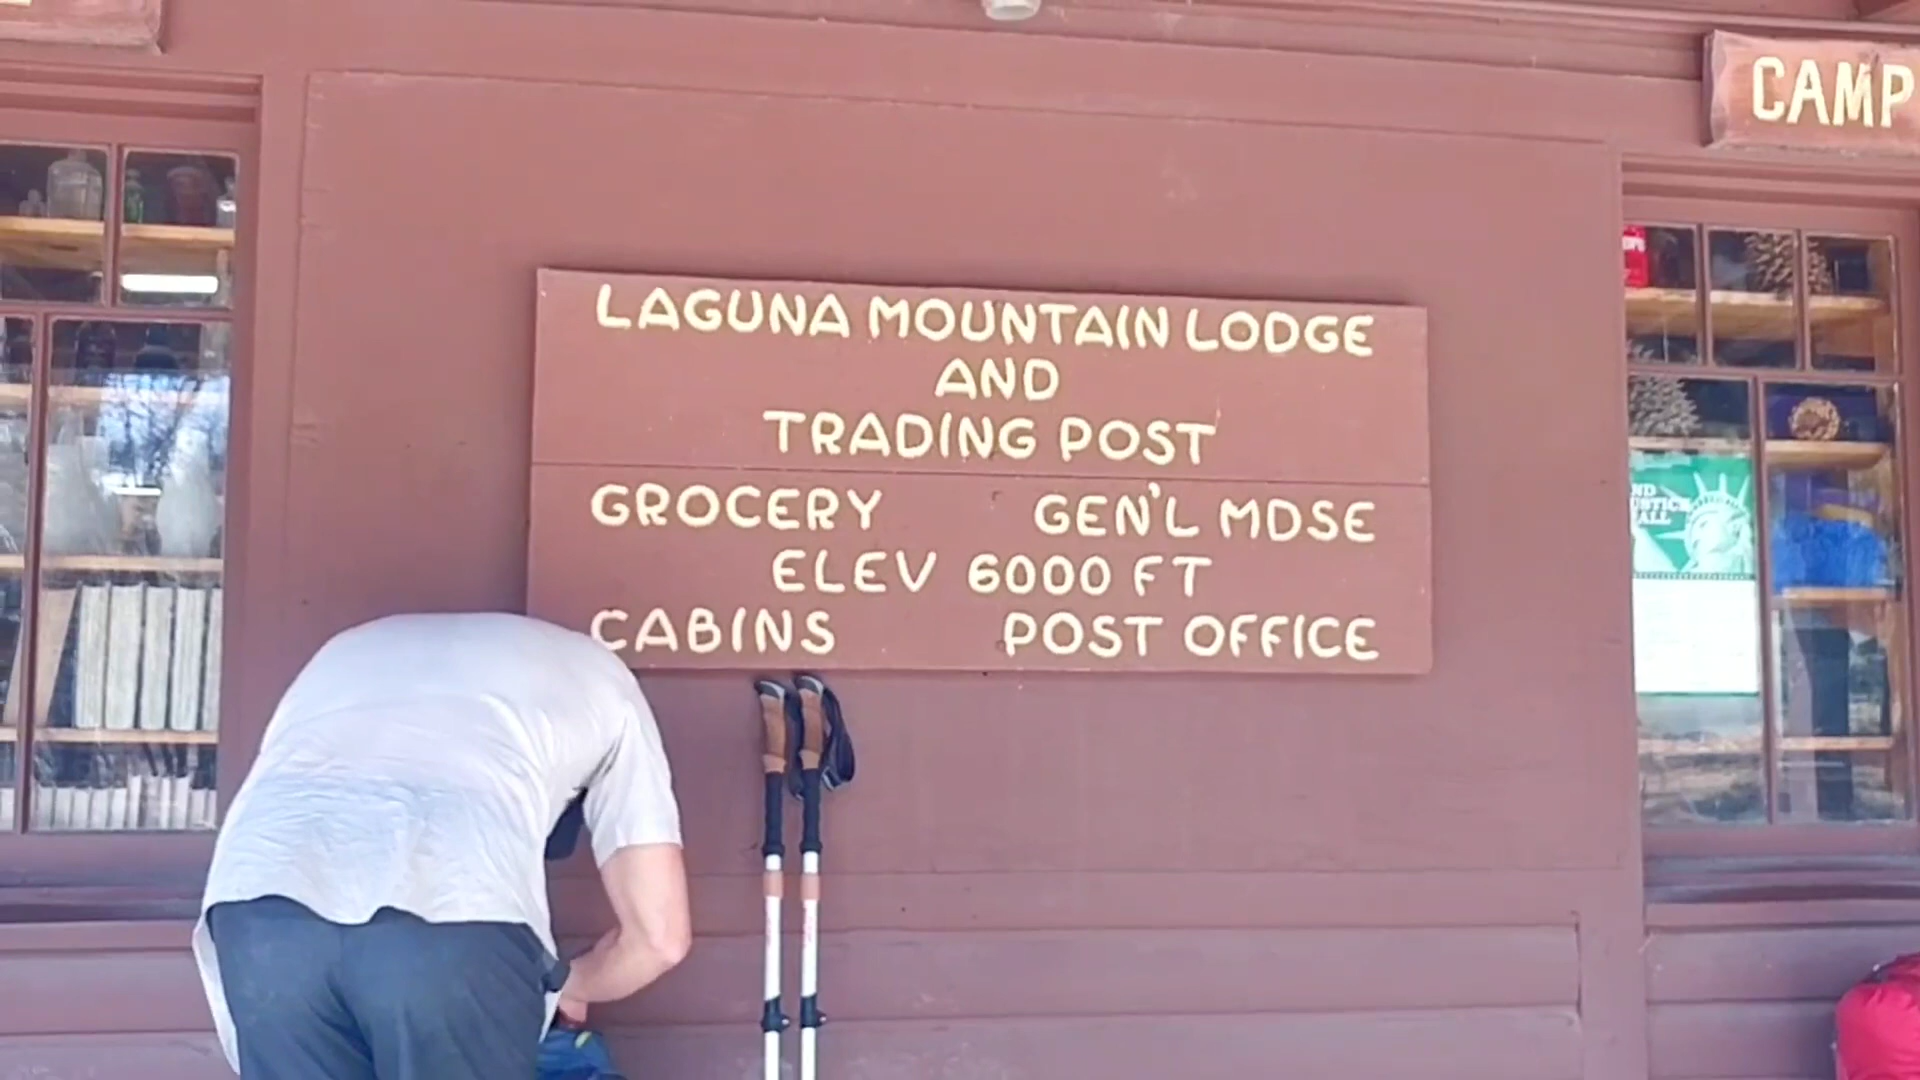 CAMP
LAGUNA MOUNTAIN LODGE
AND
TRADING POST
GROCERY GEN'L MDSE
ELEV 6000 FT
CABINS POST OFFICE